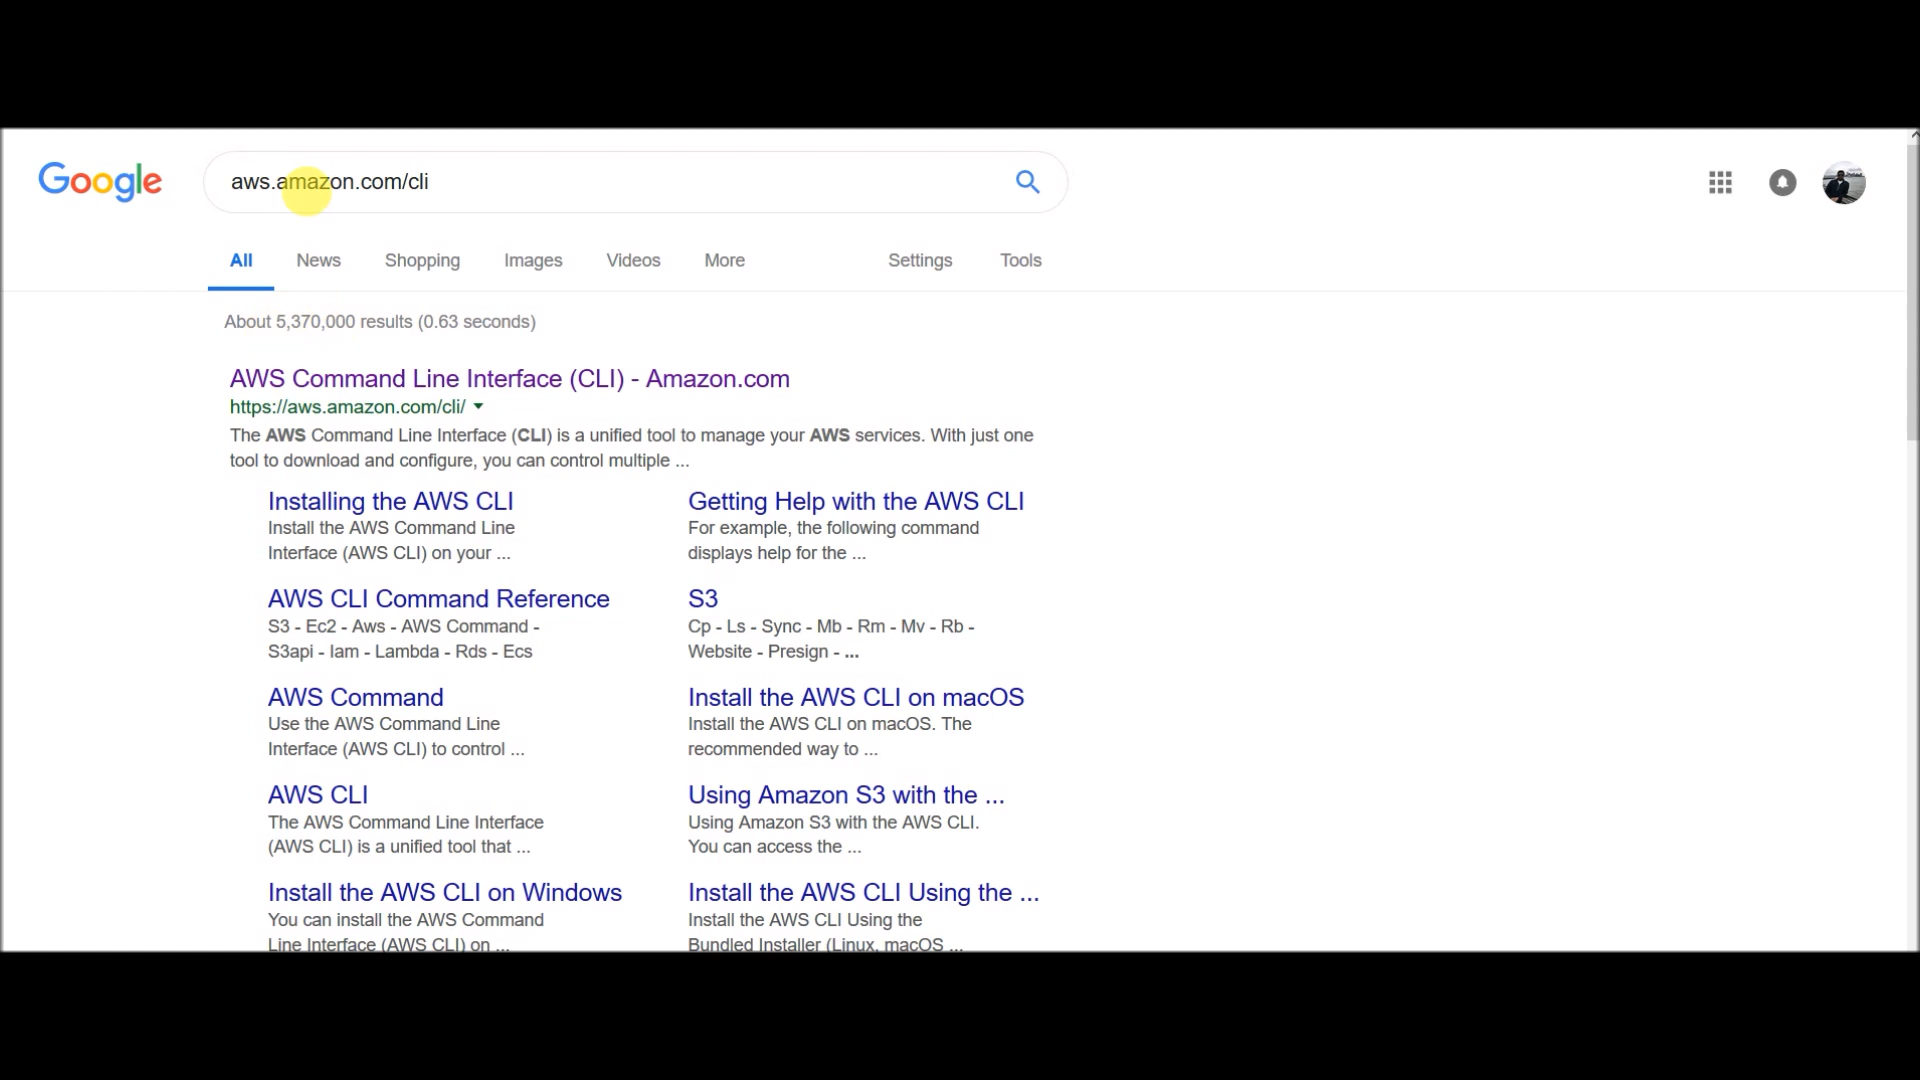 Google
aws.amazon.com/cli
All News Shopping Images Videos More Settings Tools
About 5,370,000 results (0.63 seconds)
AWS Command Line Interface (CLI) - Amazon.com
https://aws.amazon.com/cli/
The AWS Command Line Interface (CLI) is a unified tool to manage your AWS services. With just one
tool to download and configure, you can control multiple ...
Installing the AWS CLI
Install the AWS Command Line
Interface (AWS CLI) on your ...
Getting Help with the AWS CLI
For example, the following command
displays help for the ...
AWS CLI Command Reference
S3 - Ec2 - Aws - AWS Command -
S3api - Iam - Lambda - Rds - Ecs
S3
Cp - Ls - Sync - Mb - Rm - Mv - Rb -
Website - Presign - ...
AWS Command
Use the AWS Command Line
Interface (AWS CLI) to control ...
Install the AWS CLI on macOS
Install the AWS CLI on macOS. The
recommended way to ...
AWS CLI
The AWS Command Line Interface
(AWS CLI) is a unified tool that ...
Using Amazon S3 with the ...
Using Amazon S3 with the AWS CLI.
You can access the ...
Install the AWS CLI on Windows
You can install the AWS Command
Line Interface (AWS CLI) on ...
Install the AWS CLI Using the ...
Install the AWS CLI Using the
Bundled Installer (Linux, macOS ...